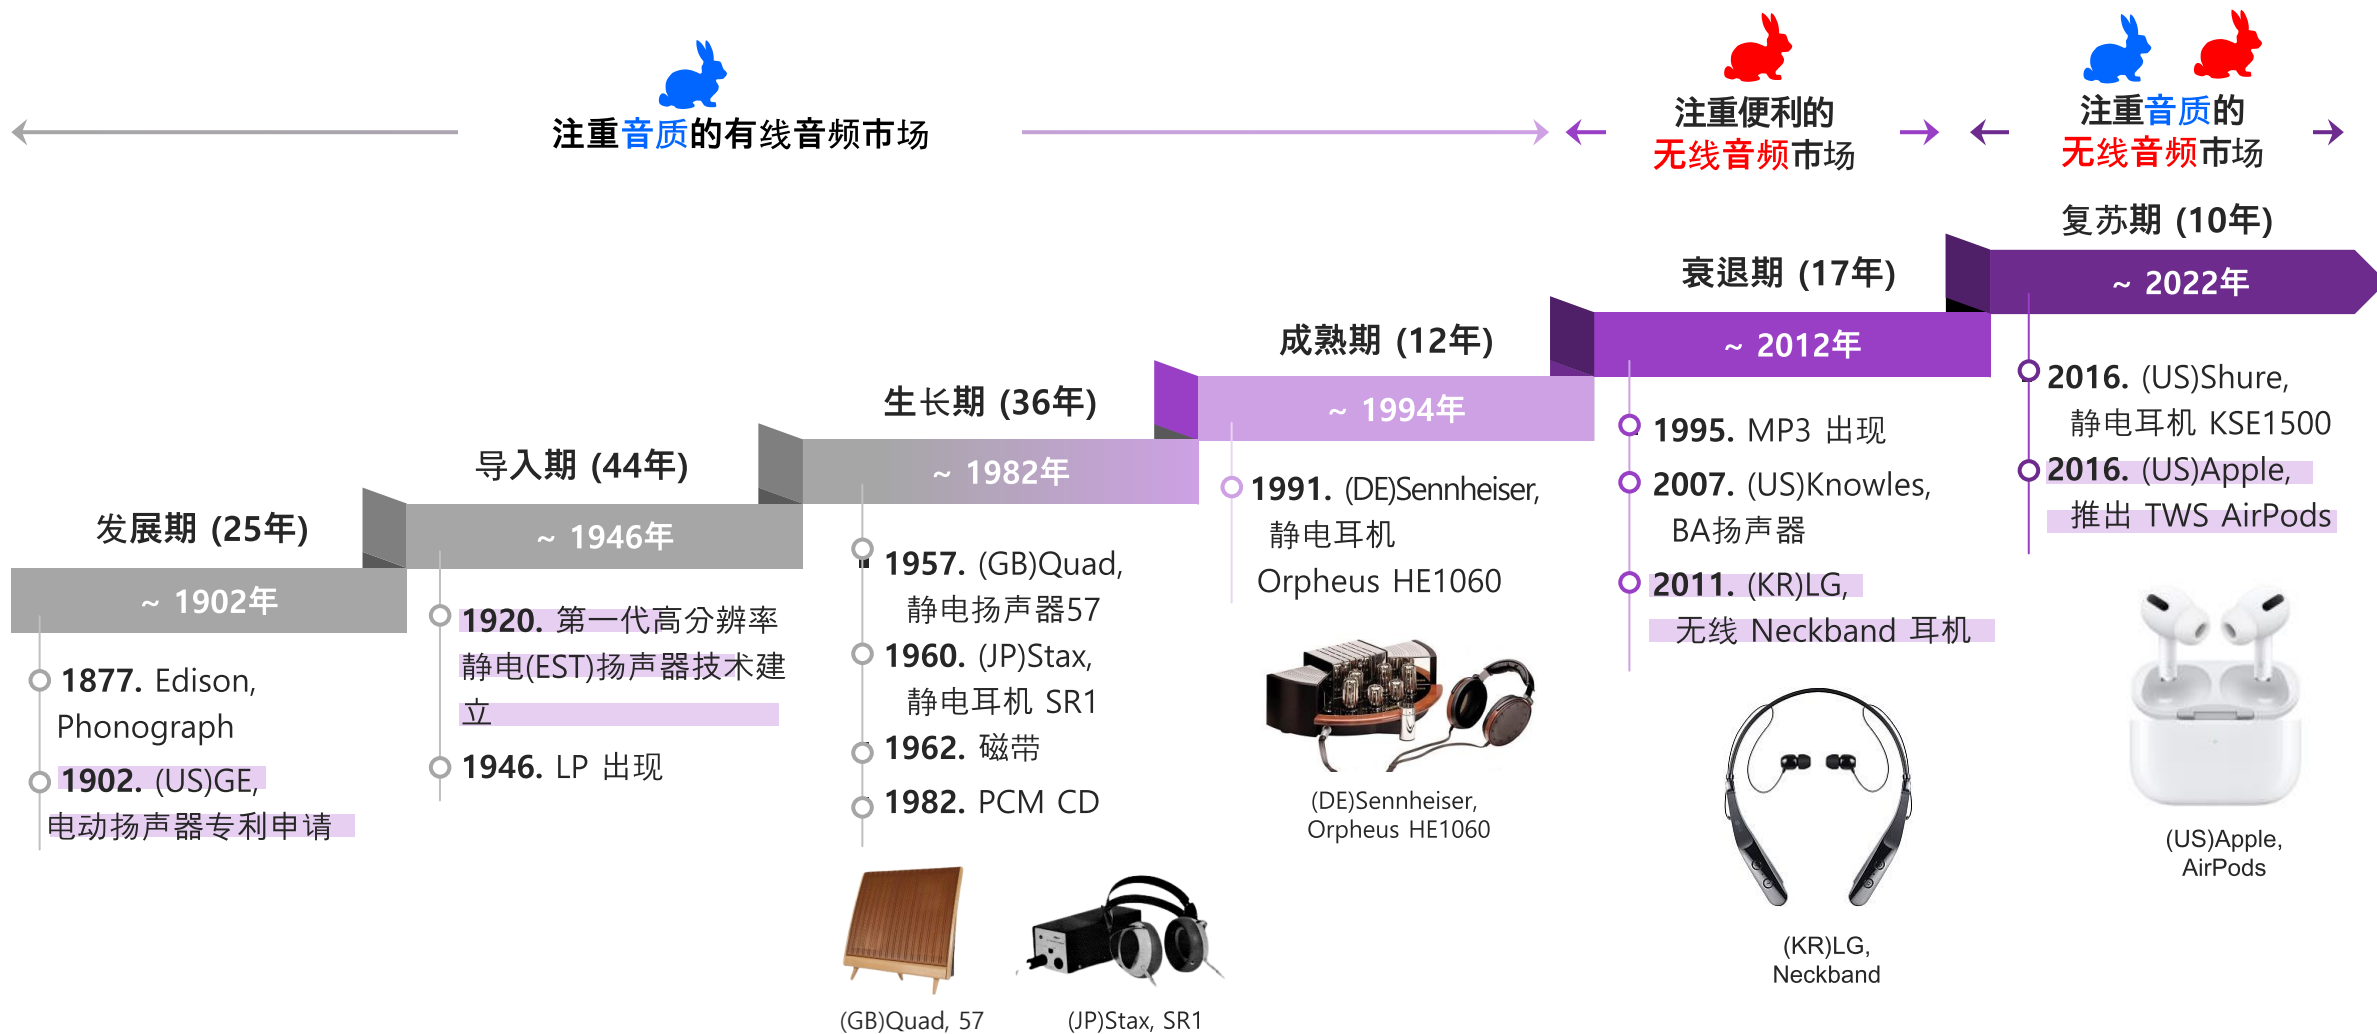 注重音质的有线音频市场
注重便利的
无线音频市场
注重音质的
无线音频市场
发展期 (25年)
~ 1902年
1877. Edison,
Phonograph
1902. (US)GE,
电动扬声器专利申请
导入期 (44年)
~ 1946年
1920. 第一代高分辨率
静电(EST)扬声器技术建
立
1946. LP 出现
生长期 (36年)
~ 1982年
1957. (GB)Quad,
静电扬声器57
1960. (JP)Stax,
静电耳机 SR1
1962. 磁带
1982. PCM CD
(GB)Quad, 57
(JP)Stax, SR1
成熟期 (12年)
~ 1994年
1991. (DE)Sennheiser,
静电耳机
Orpheus HE1060
(DE)Sennheiser,
Orpheus HE1060
衰退期 (17年)
~ 2012年
1995. MP3 出现
2007. (US)Knowles,
BA扬声器
2011. (KR)LG,
无线 Neckband 耳机
(KR)LG,
Neckband
复苏期 (10年)
~ 2022年
2016. (US)Shure,
静电耳机 KSE1500
2016. (US)Apple,
推出 TWS AirPods
(US)Apple,
AirPods